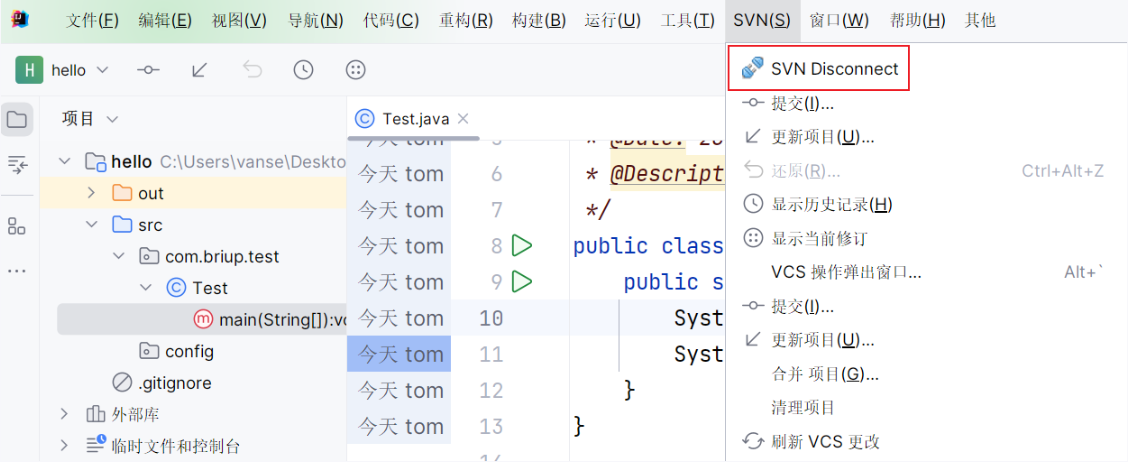 文件(F) 编辑(E) 视图(V) 导航(N) 代码(C) 重构(R) 构建(B) 运行(U) 工具(T) SVN(S) 窗口(W) 帮助(H) 其他
H hello
SVN Disconnect
提交(I)...
更新项目(U)...
还原(R)... Ctrl+Alt+Z
显示历史记录(H)
显示当前修订
VCS 操作弹出窗口... Alt+`
提交(I)...
更新项目(U)...
合并 项目(G)...
清理项目
刷新 VCS 更改
项目
hello C:\Users\vanse\Deskto
out
src
com.briup.test
C Test
m main(String[]):vo
config
.gitignore
外部库
临时文件和控制台
C Test.java
今天 tom * @Date:
今天 tom 6 * @Descript
今天 tom 7 */
今天 tom 8 public class
今天 tom 9 public s
今天 tom 10 Syst
今天 tom 11 Syst
今天 tom 12 }
今天 tom 13 }